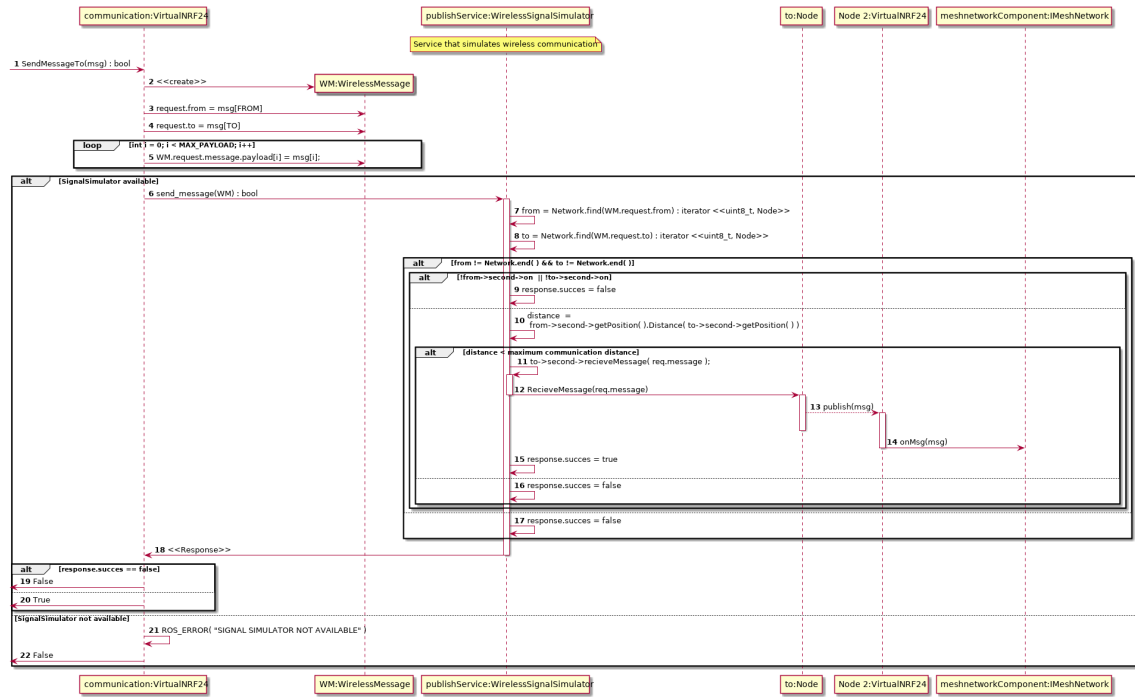 communication:VirtualNRF24
publishService:WirelessSignalSimulator
to:Node
Node 2:VirtualNRF24
meshnetworkComponent:IMeshNetwork
Service that simulates wireless communication
1 SendMessageTo(msg) : bool
2 <<create>>
WM:WirelessMessage
3 request.from = msg[FROM]
4 request.to = msg[TO]
loop [int i = 0; i < MAX_PAYLOAD; i++]
5 WM.request.message.payload[i] = msg[i];
alt [SignalSimulator available]
6 send_message(WM) : bool
7 from = Network.find(WM.request.from) : iterator <<uint8_t, Node>>
8 to = Network.find(WM.request.to) : iterator <<uint8_t, Node>>
alt [from != Network.end( ) && to != Network.end( )]
alt [!from->second->on || !to->second->on]
9 response.succes = false
10 distance =
from->second->getPosition( ).Distance( to->second->getPosition( ) )
alt [distance < maximum communication distance]
11 to->second->recieveMessage( req.message );
12 RecieveMessage(req.message)
13 publish(msg)
14 onMsg(msg)
15 response.succes = true
16 response.succes = false
17 response.succes = false
18 <<Response>>
alt [response.succes == false]
19 False
20 True
[SignalSimulator not available]
21 ROS_ERROR( "SIGNAL SIMULATOR NOT AVAILABLE" )
22 False
communication:VirtualNRF24
WM:WirelessMessage
publishService:WirelessSignalSimulator
to:Node
Node 2:VirtualNRF24
meshnetworkComponent:IMeshNetwork